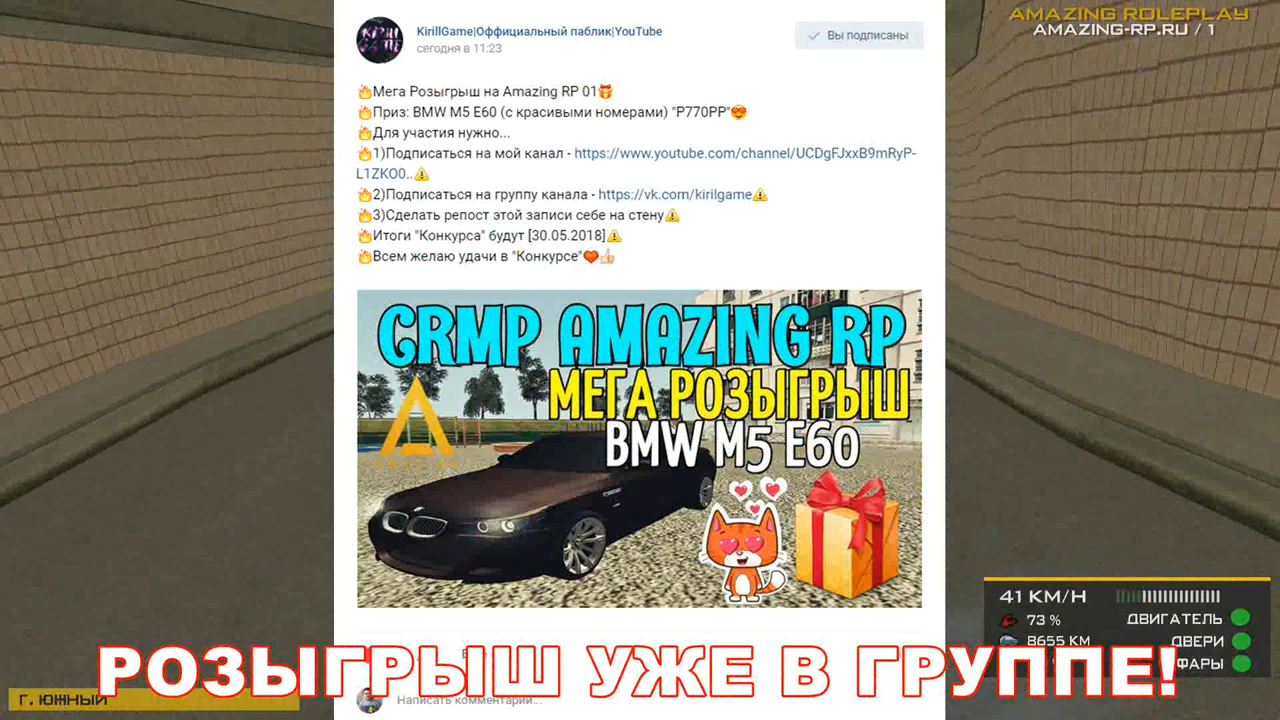 AMAZING ROLEPLAY
AMAZING-RP.RU / 1
KIRILL GAME
KirillGame|Оффициальный паблик|YouTube
сегодня в 11:23
Вы подписаны
🔥Мега Розыгрыш на Amazing RP 01🎁
🔥Приз: BMW M5 E60 (с красивыми номерами) "Р770РР"😍
🔥Для участия нужно...
🔥1)Подписаться на мой канал - https://www.youtube.com/channel/UCDgFJxxB9mRyP-
L1ZKO0..⚠
🔥2)Подписаться на группу канала - https://vk.com/kirilgame⚠
🔥3)Сделать репост этой записи себе на стену⚠
🔥Итоги "Конкурса" будут [30.05.2018]⚠
🔥Всем желаю удачи в "Конкурсе"❤👍
CRMP AMAZING RP
МЕГА РОЗЫГРЫШ
BMW M5 E60
41 KM/H
73 %
ДВИГАТЕЛЬ
8655 KM
ДВЕРИ
ФАРЫ
РОЗЫГРЫШ УЖЕ В ГРУППЕ!
Г. ЮЖНЫЙ
Написать комментарий...